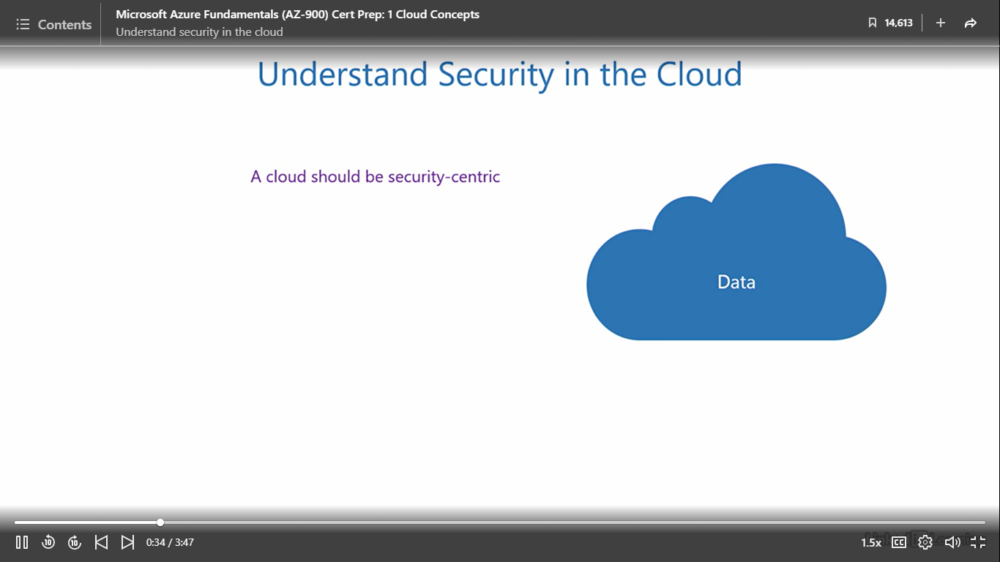 Contents
Microsoft Azure Fundamentals (AZ-900) Cert Prep: 1 Cloud Concepts
Understand security in the cloud
14,613
Understand Security in the Cloud
A cloud should be security-centric
Data
10
10
0:34 / 3:47
1.5x
CC